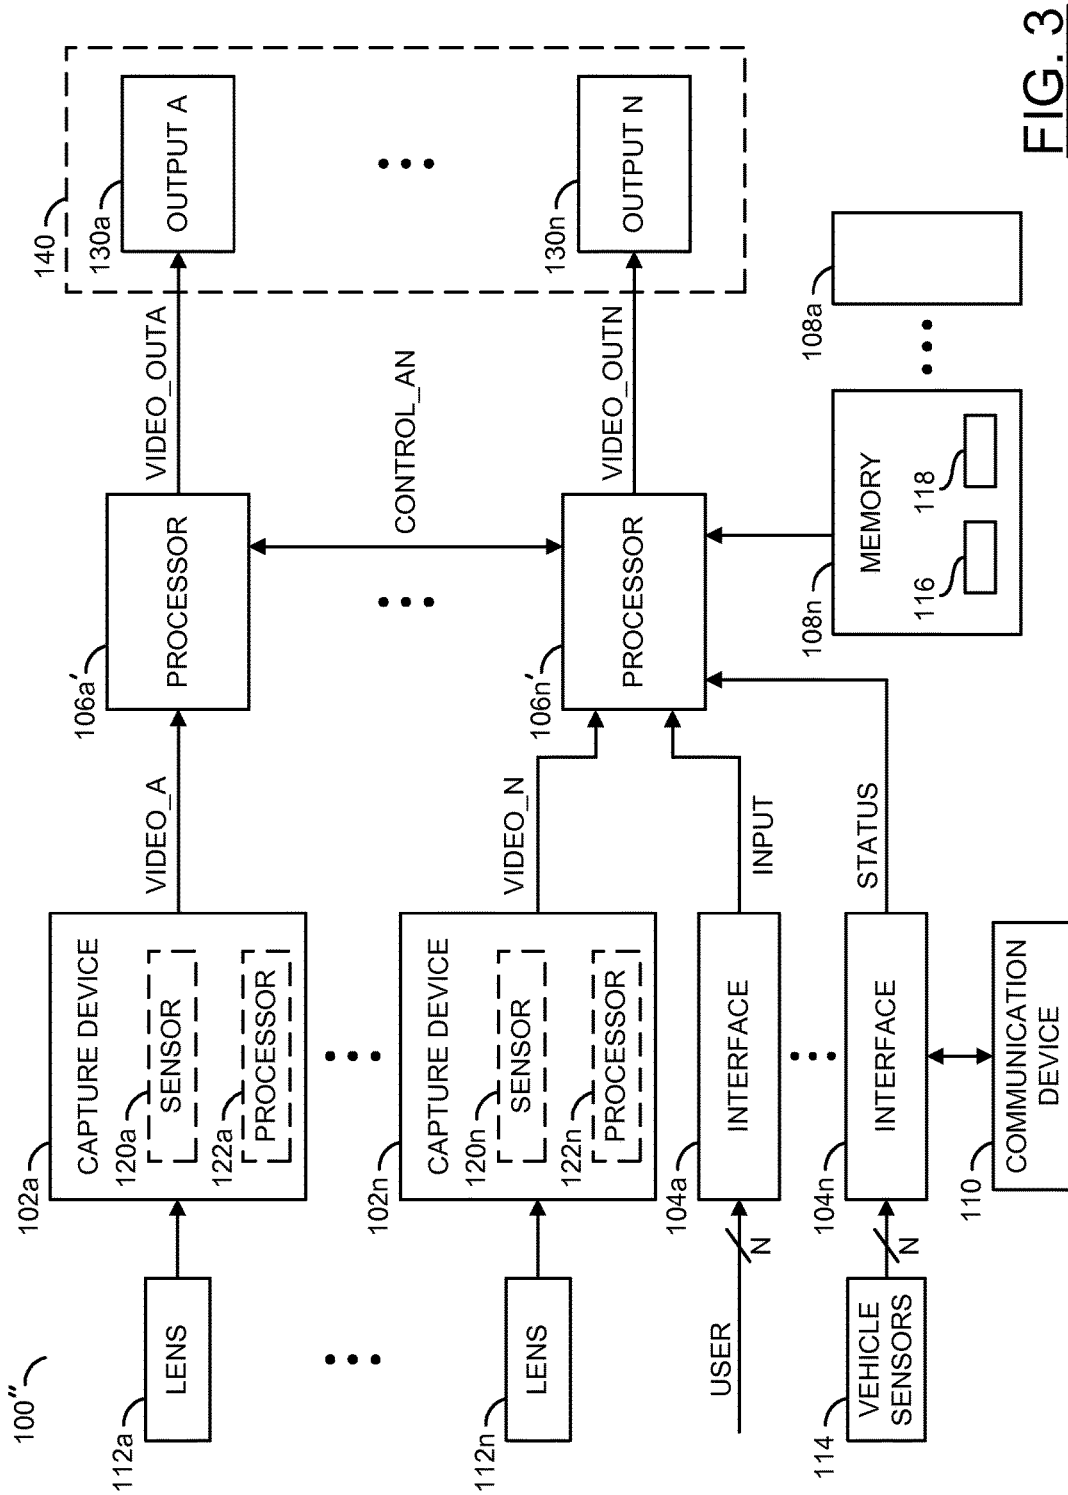 100″
112a
LENS
102a
CAPTURE DEVICE
120a
SENSOR
122a
PROCESSOR
VIDEO_A
106a′
PROCESSOR
VIDEO_OUTA
140
130a
OUTPUT A
112n
LENS
102n
CAPTURE DEVICE
120n
SENSOR
122n
PROCESSOR
VIDEO_N
CONTROL_AN
106n′
PROCESSOR
VIDEO_OUTN
130n
OUTPUT N
USER
N
104a
INTERFACE
INPUT
114
VEHICLE
SENSORS
N
104n
INTERFACE
STATUS
108n
MEMORY
116
118
108a
110
COMMUNICATION
DEVICE
FIG. 3